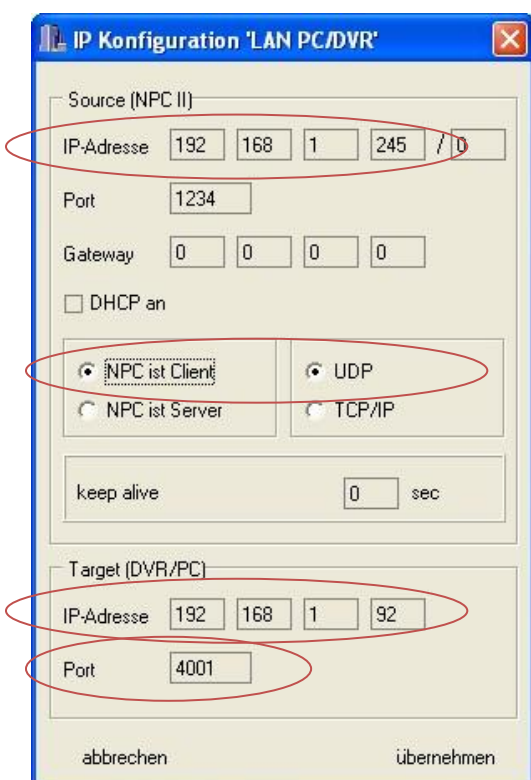 IP Konfiguration 'LAN PC/DVR'
Source (NPC II)
IP-Adresse 192 168 1 245 / 0
Port 1234
Gateway 0 0 0 0
DHCP an
NPC ist Client UDP
NPC ist Server TCP/IP
keep alive 0 sec
Target (DVR/PC)
IP-Adresse 192 168 1 92
Port 4001
abbrechen übernehmen